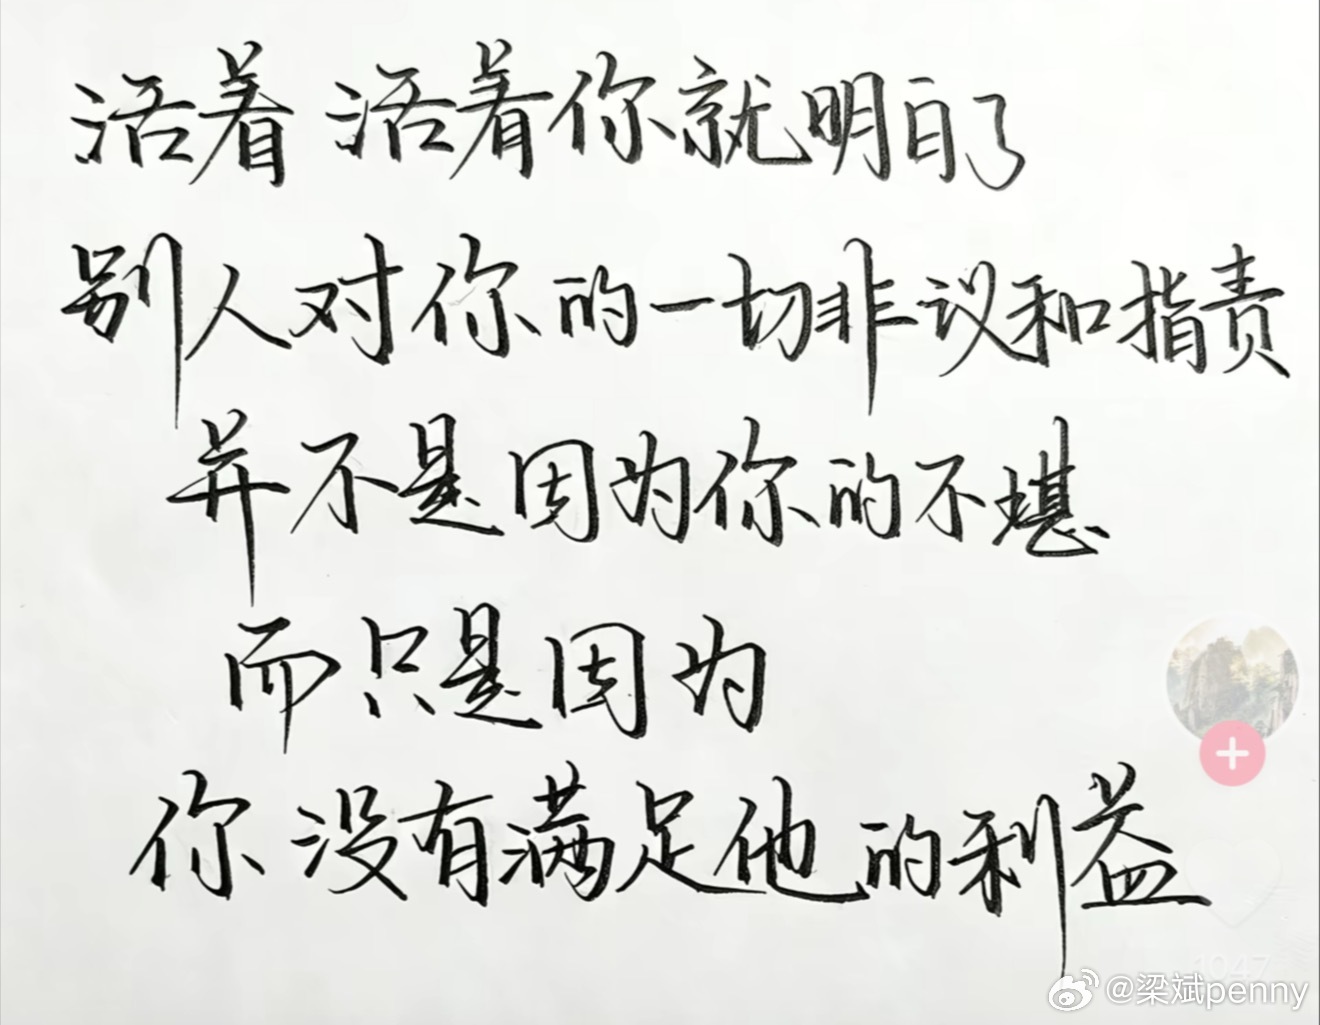 活着 活着你就明白了
别人对你的一切非议和指责
并不是因为你的不堪
而只是因为
你没有满足他的利益
1047
@梁斌penny